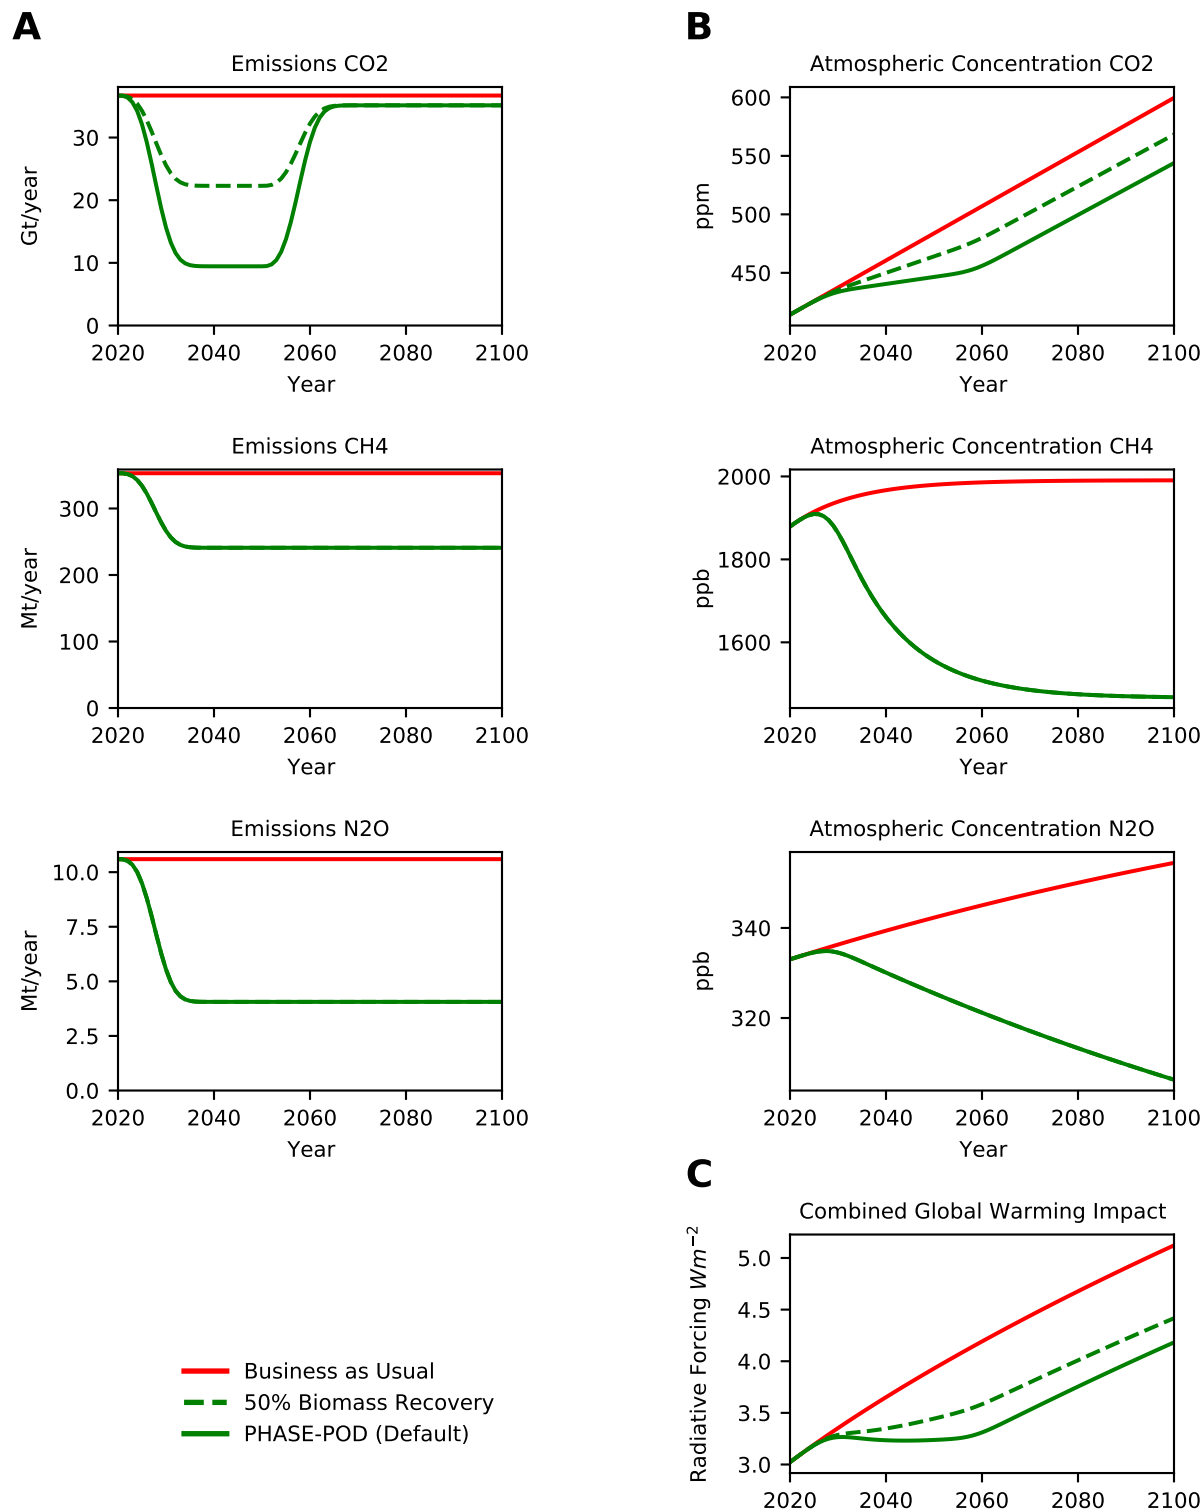 A
Emissions CO2
Gt/year
30
20
10
0
2020 2040 2060 2080 2100
Year
B
Atmospheric Concentration CO2
ppm
600
550
500
450
2020 2040 2060 2080 2100
Year
Emissions CH4
Mt/year
300
200
100
0
2020 2040 2060 2080 2100
Year
Atmospheric Concentration CH4
ppb
2000
1800
1600
2020 2040 2060 2080 2100
Year
Emissions N2O
Mt/year
10.0
7.5
5.0
2.5
0.0
2020 2040 2060 2080 2100
Year
Atmospheric Concentration N2O
ppb
340
320
2020 2040 2060 2080 2100
Year
C
Combined Global Warming Impact
Radiative Forcing Wm⁻²
5.0
4.5
4.0
3.5
3.0
2020 2040 2060 2080 2100
Business as Usual
50% Biomass Recovery
PHASE-POD (Default)